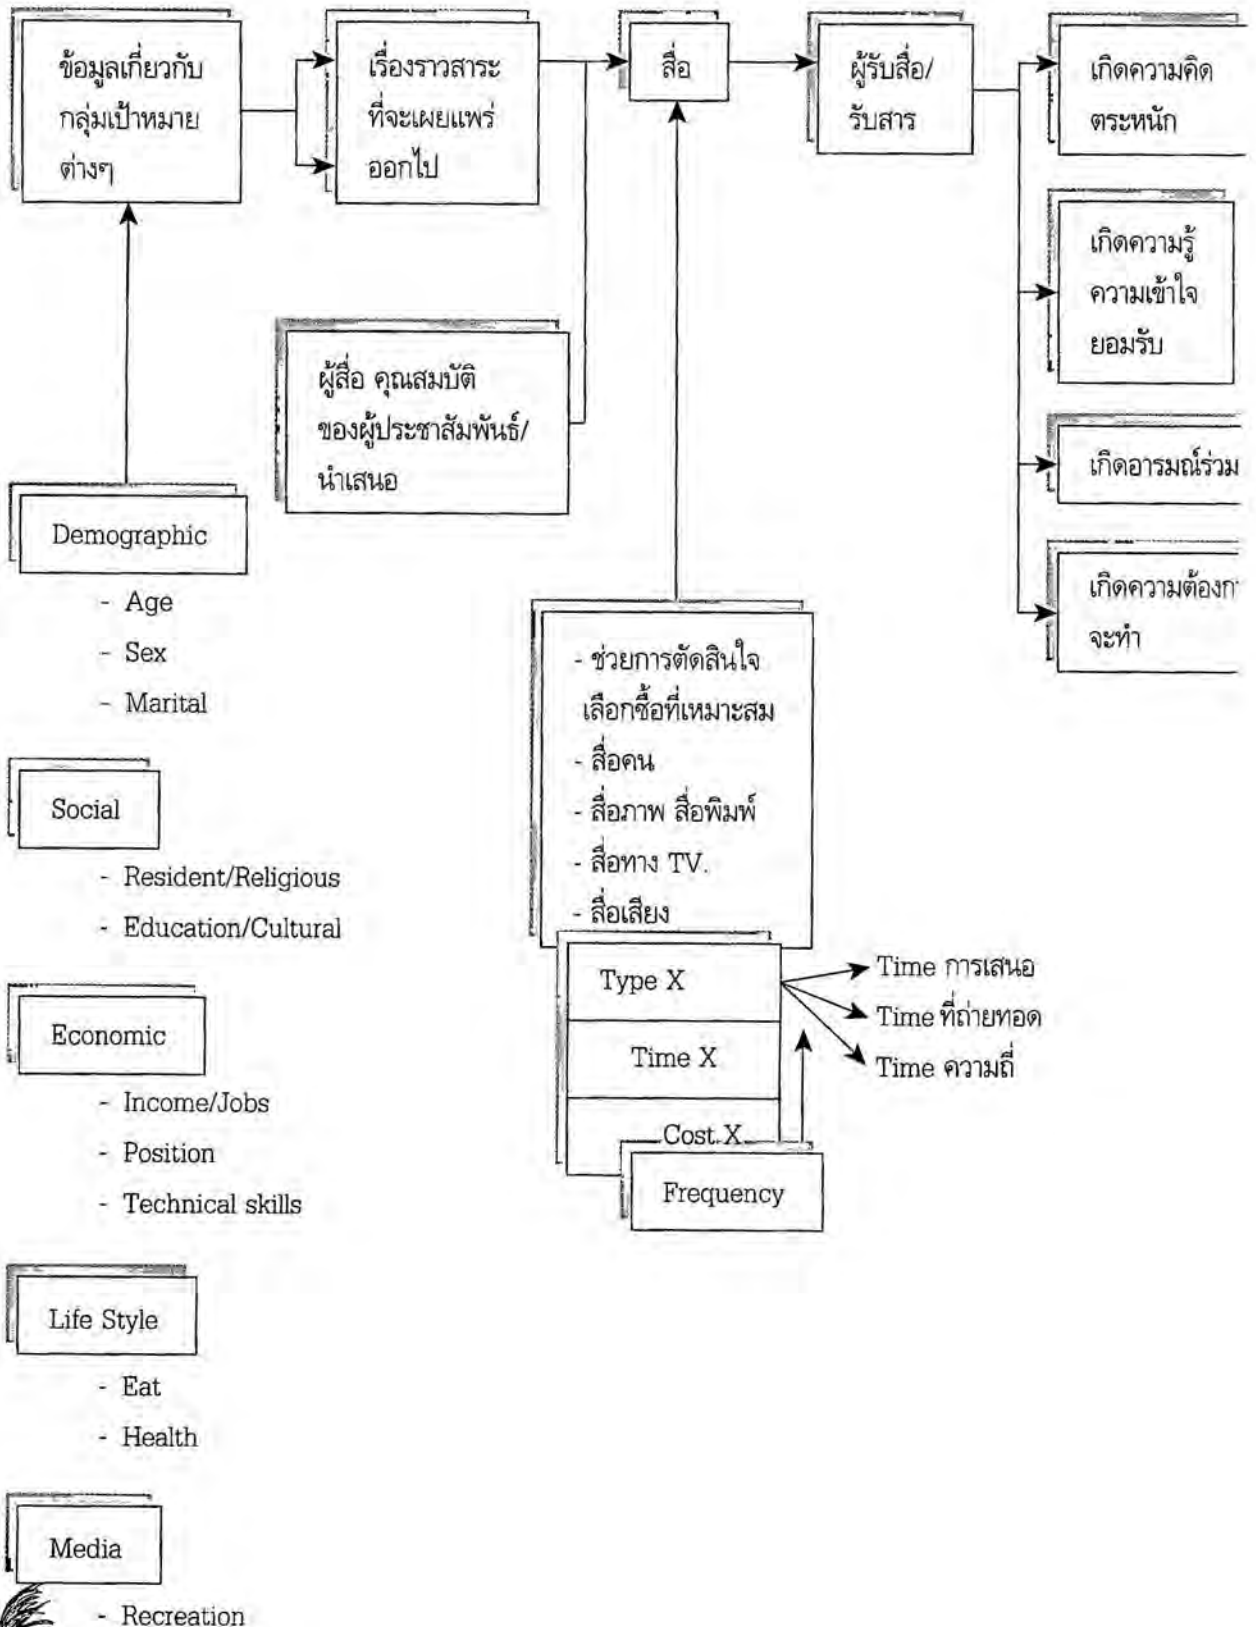 ข้อมูลเกี่ยวกับ
กลุ่มเป้าหมาย
ต่างๆ
เรื่องราวสาระ
ที่จะเผยแพร่
ออกไป
สื่อ
ผู้รับสื่อ/
รับสาร
เกิดความคิด
ตระหนัก
เกิดความรู้
ความเข้าใจ
ยอมรับ
เกิดอารมณ์ร่วม
เกิดความต้องก
จะทำ
ผู้สื่อ คุณสมบัติ
ของผู้ประชาสัมพันธ์/
นำเสนอ
Demographic
- Age
- Sex
- Marital
Social
- Resident/Religious
- Education/Cultural
Economic
- Income/Jobs
- Position
- Technical skills
Life Style
- Eat
- Health
Media
- Recreation
- ช่วยการตัดสินใจ
เลือกซื้อที่เหมาะสม
- สื่อคน
- สื่อภาพ สื่อพิมพ์
- สื่อทาง TV.
- สื่อเสียง
Type X
Time X
Cost X
Frequency
Time การเสนอ
Time ที่ถ่ายทอด
Time ความถี่